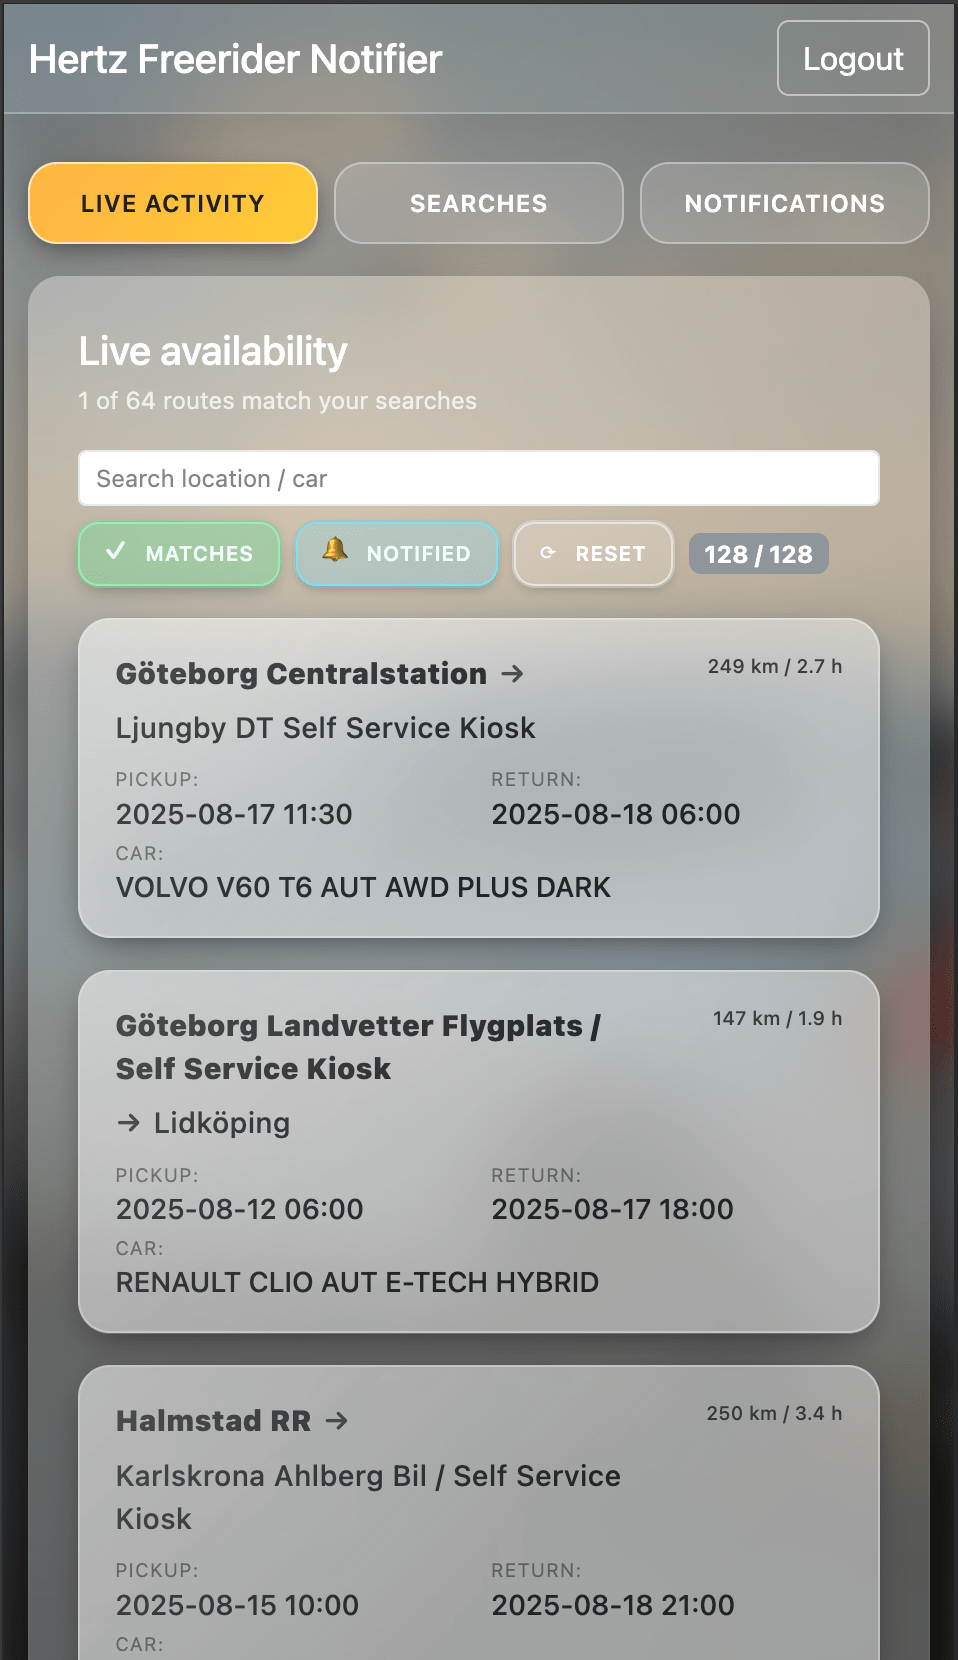 Hertz Freerider Notifier
Logout
LIVE ACTIVITY
SEARCHES
NOTIFICATIONS
Live availability
1 of 64 routes match your searches
Search location / car
✓ MATCHES
🔔 NOTIFIED
⟳ RESET
128 / 128
Göteborg Centralstation →
249 km / 2.7 h
Ljungby DT Self Service Kiosk
PICKUP:
2025-08-17 11:30
RETURN:
2025-08-18 06:00
CAR:
VOLVO V60 T6 AUT AWD PLUS DARK
Göteborg Landvetter Flygplats /
Self Service Kiosk
147 km / 1.9 h
→ Lidköping
PICKUP:
2025-08-12 06:00
RETURN:
2025-08-17 18:00
CAR:
RENAULT CLIO AUT E-TECH HYBRID
Halmstad RR →
250 km / 3.4 h
Karlskrona Ahlberg Bil / Self Service
Kiosk
PICKUP:
2025-08-15 10:00
RETURN:
2025-08-18 21:00
CAR: